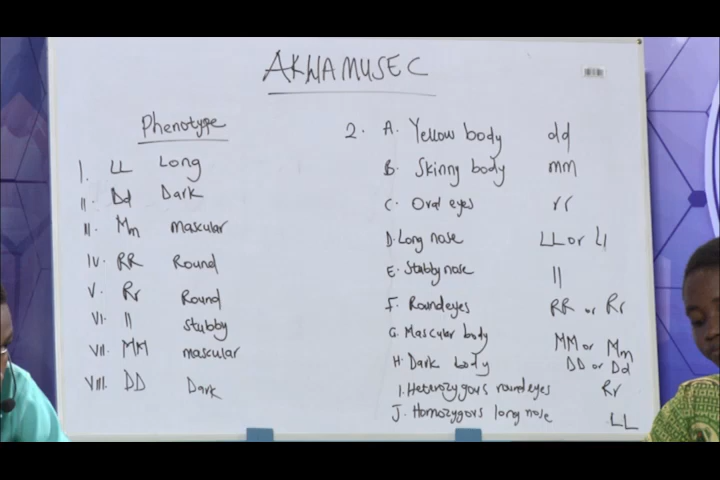 AKWAMUSEC
Phenotype
I. LL Long
II. Dd Dark
II. Mm mascular
IV. RR Round
V. Rr Round
VI. ll stubby
VII. MM mascular
VIII. DD Dark
2. A. Yellow body dd
B. Skinny body mm
C. Oral eyes rr
D. Long nose LL or Ll
E. Stabby nose ll
F. Round eyes RR or Rr
G. Mascular body MM or Mm
H. Dark body DD or Dd
I. Heterozygous round eyes Rr
J. Homozygous long nose LL